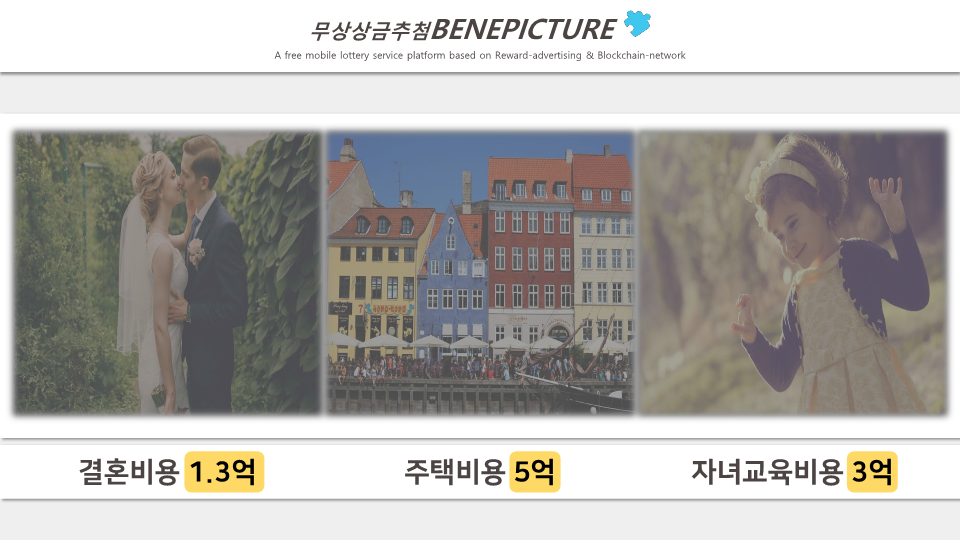 무상상금추첨BENEPICTURE
A free mobile lottery service platform based on Reward-advertising & Blockchain-network
결혼비용 1.3억
주택비용 5억
자녀교육비용 3억